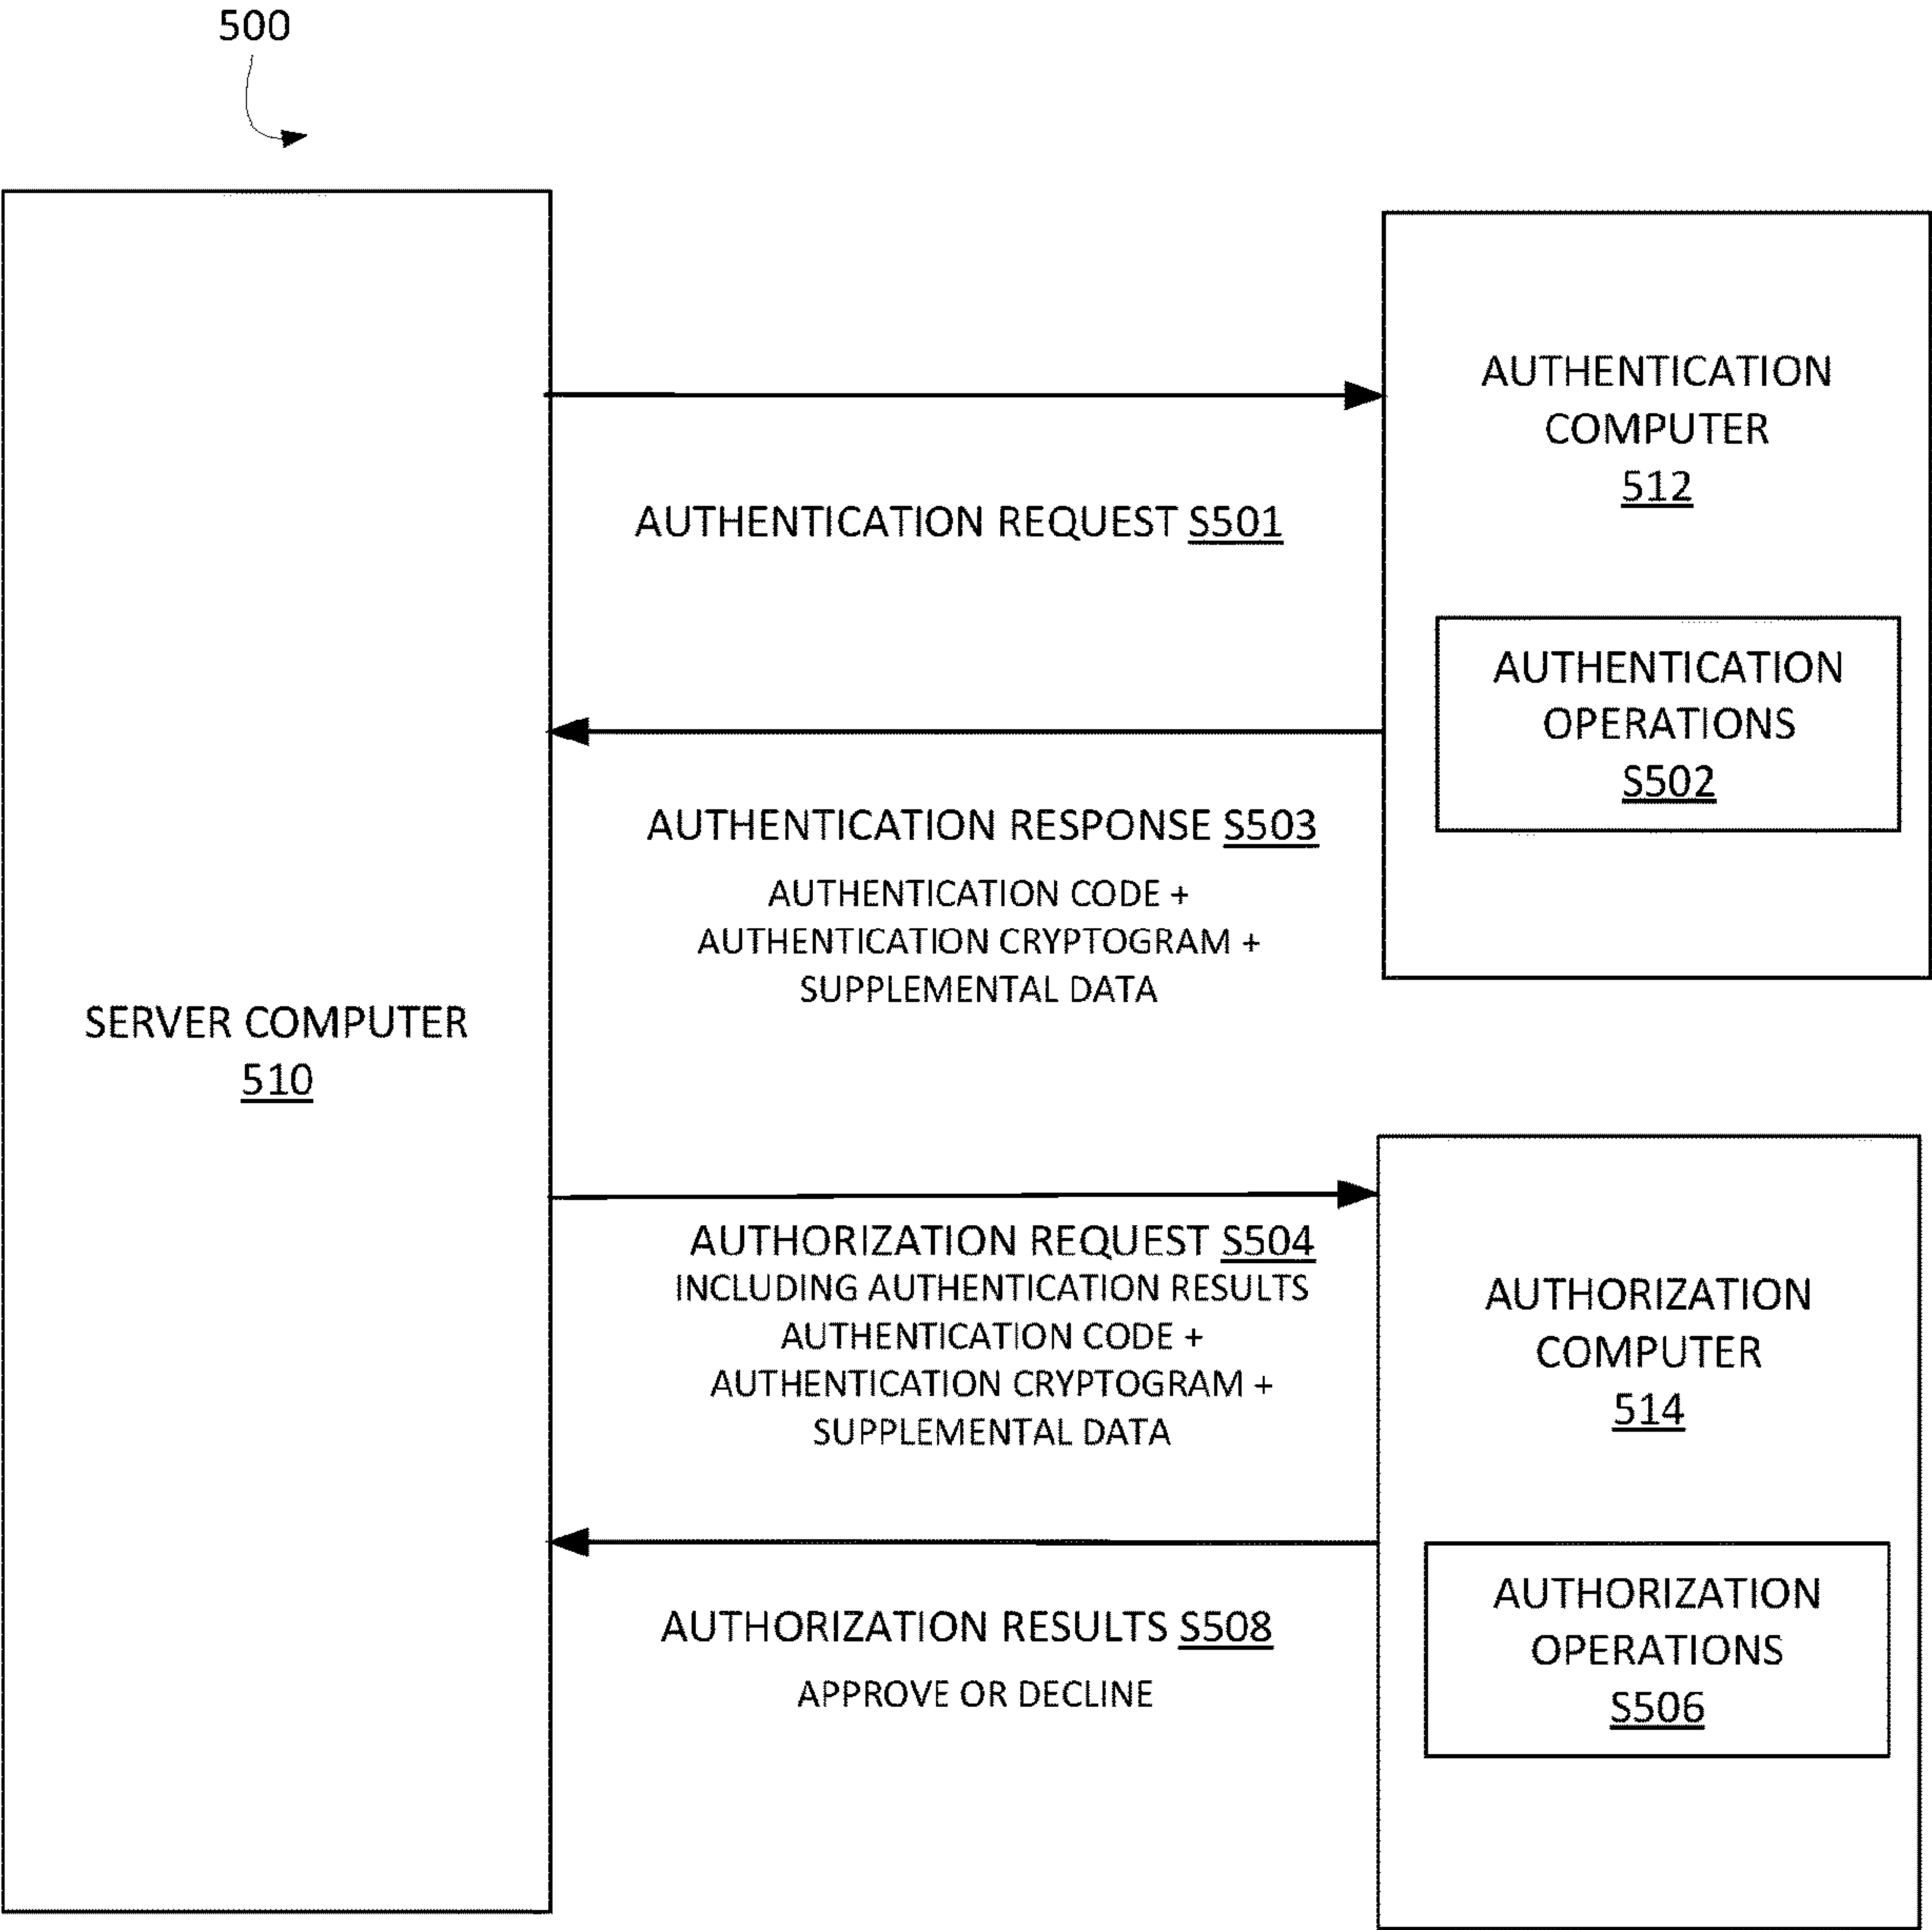 500
AUTHENTICATION
COMPUTER
512
AUTHENTICATION REQUEST S501
AUTHENTICATION
OPERATIONS
S502
AUTHENTICATION RESPONSE S503
AUTHENTICATION CODE +
AUTHENTICATION CRYPTOGRAM +
SUPPLEMENTAL DATA
SERVER COMPUTER
510
AUTHORIZATION REQUEST S504
INCLUDING AUTHENTICATION RESULTS
AUTHENTICATION CODE +
AUTHENTICATION CRYPTOGRAM +
SUPPLEMENTAL DATA
AUTHORIZATION
COMPUTER
514
AUTHORIZATION RESULTS S508
APPROVE OR DECLINE
AUTHORIZATION
OPERATIONS
S506